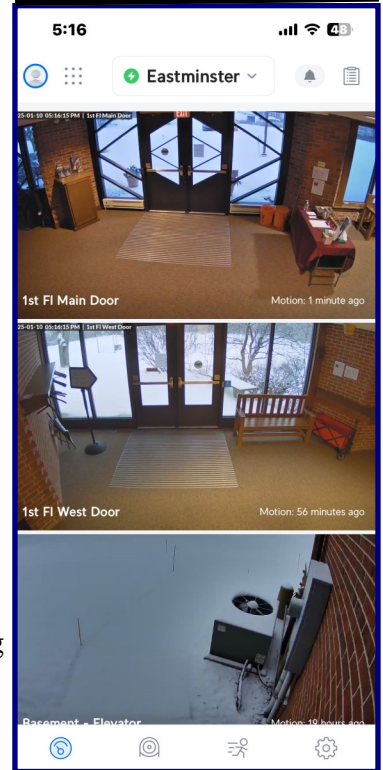 5:16
48
Eastminster
25-01-10 05:16:15 PM | 1st Fl Main Door
Exit
1st Fl Main Door
Motion: 1 minute ago
25-01-10 05:16:15 PM | 1st Fl West Door
1st Fl West Door
Motion: 56 minutes ago
Basement - Elevator
Motion: 19 hours ago
g